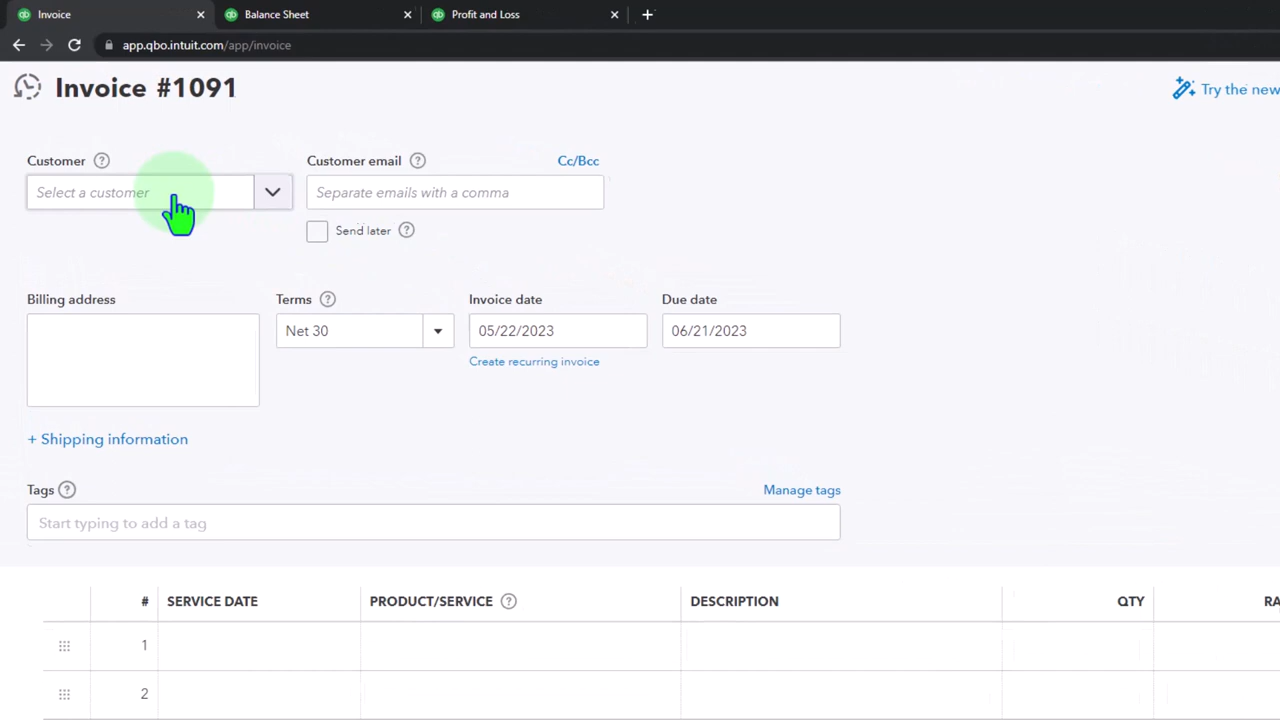 Invoice
Balance Sheet
Profit and Loss
app.qbo.intuit.com/app/invoice
Invoice #1091
Try the new
Customer
Customer email
Cc/Bcc
Select a customer
Separate emails with a comma
Send later
Billing address
Terms
Invoice date
Due date
Net 30
05/22/2023
06/21/2023
Create recurring invoice
+ Shipping information
Tags
Manage tags
Start typing to add a tag
# SERVICE DATE PRODUCT/SERVICE DESCRIPTION QTY RA
1
2